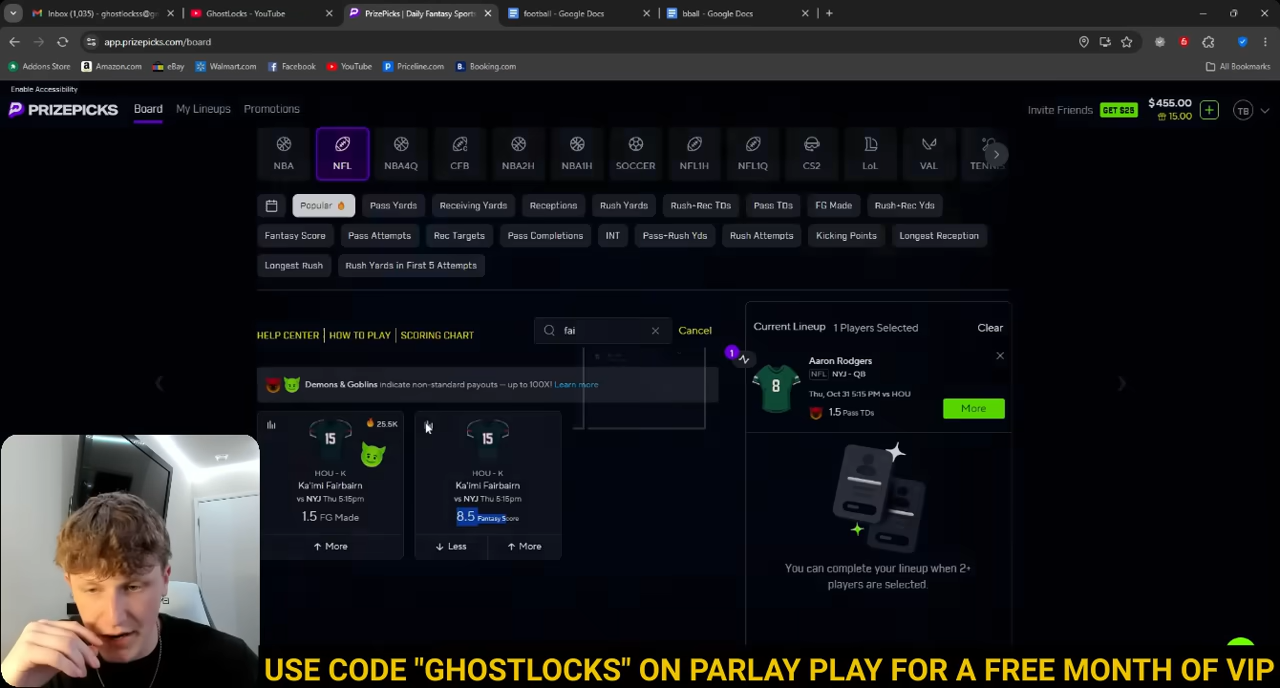 Inbox (1,035) - ghostlockss@g
GhostLocks - YouTube
PrizePicks | Daily Fantasy Sport
football - Google Docs
bball - Google Docs
app.prizepicks.com/board
Addons Store
Amazon.com
eBay
Walmart.com
Facebook
YouTube
Priceline.com
Booking.com
All Bookmarks
Enable Accessibility
PRIZEPICKS
Board
My Lineups
Promotions
Invite Friends
GET $25
$455.00
15.00
TB
NBA
NFL
NBA4Q
CFB
NBA2H
NBA1H
SOCCER
NFL1H
NFL1Q
CS2
LoL
VAL
TENN
Popular
Pass Yards
Receiving Yards
Receptions
Rush Yards
Rush+Rec TDs
Pass TDs
FG Made
Rush+Rec Yds
Fantasy Score
Pass Attempts
Rec Targets
Pass Completions
INT
Pass+Rush Yds
Rush Attempts
Kicking Points
Longest Reception
Longest Rush
Rush Yards in First 5 Attempts
HELP CENTER
HOW TO PLAY
SCORING CHART
fai
Cancel
Demons & Goblins indicate non-standard payouts – up to 100X! Learn more
25.5K
15
HOU - K
Ka'imi Fairbairn
vs NYJ Thu 5:15pm
1.5 FG Made
More
15
HOU - K
Ka'imi Fairbairn
vs NYJ Thu 5:15pm
8.5 Fantasy Score
Less
More
Current Lineup
1 Players Selected
Clear
1
8
Aaron Rodgers
NFL NYJ - QB
Thu, Oct 31 5:15 PM vs HOU
1.5 Pass TDs
More
You can complete your lineup when 2+
players are selected.
USE CODE "GHOSTLOCKS" ON PARLAY PLAY FOR A FREE MONTH OF VIP